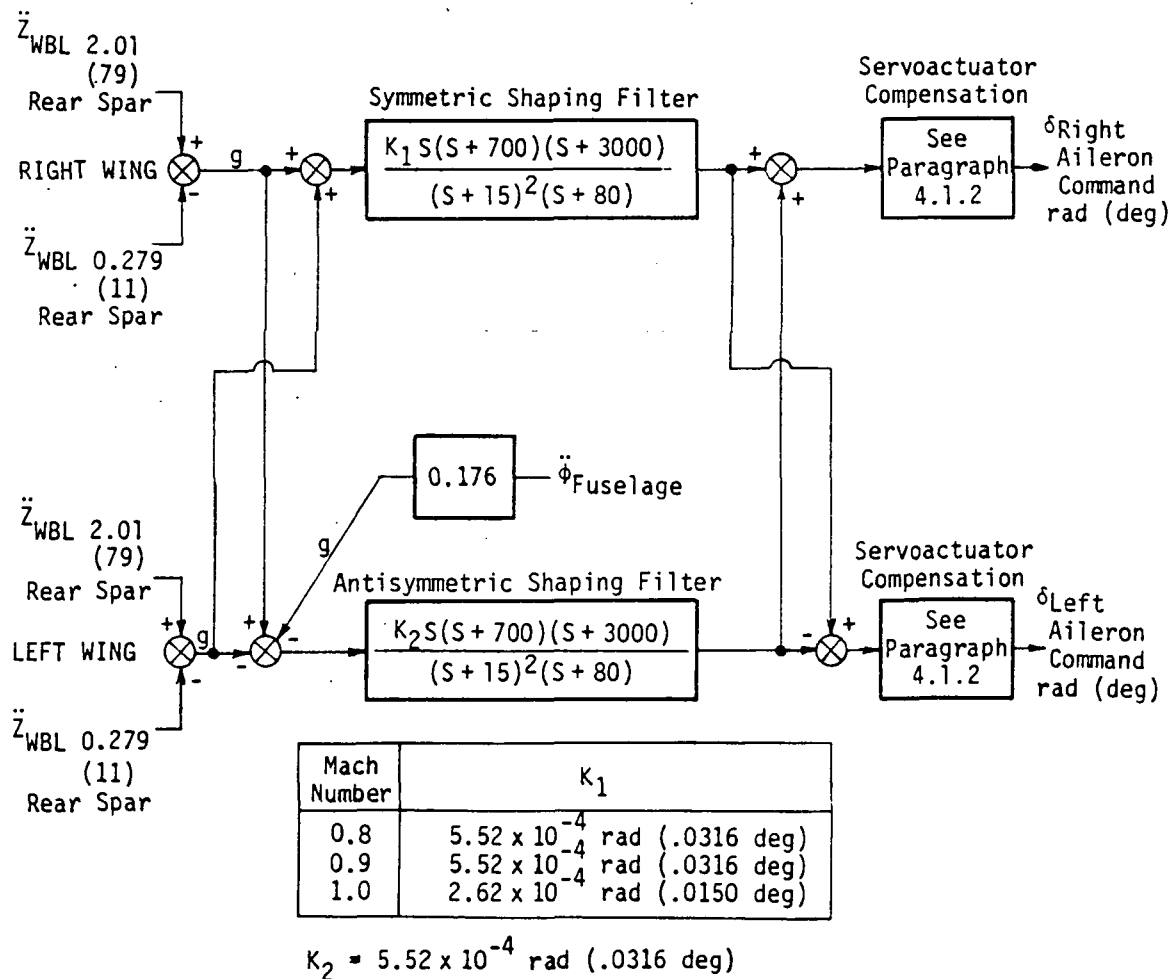 Z̈WBL 2.01
(.79)
Rear Spar
+
RIGHT WING
-
g
Z̈WBL 0.279
(11)
Rear Spar
+
+
Symmetric Shaping Filter
K1 S(S + 700)(S + 3000)
(S + 15)²(S + 80)
+
+
Servoactuator
Compensation
See
Paragraph
4.1.2
δRight
Aileron
Command
rad (deg)
0.176
φ̈Fuselage
g
Z̈WBL 2.01
(79)
Rear Spar
+
LEFT WING
-
g
Z̈WBL 0.279
(11)
Rear Spar
+
-
-
Antisymmetric Shaping Filter
K2 S(S + 700)(S + 3000)
(S + 15)²(S + 80)
+
-
Servoactuator
Compensation
See
Paragraph
4.1.2
δLeft
Aileron
Command
rad (deg)
Mach
Number
K1
0.8 5.52 x 10⁻⁴ rad (.0316 deg)
0.9 5.52 x 10⁻⁴ rad (.0316 deg)
1.0 2.62 x 10⁻⁴ rad (.0150 deg)
K2 = 5.52 x 10⁻⁴ rad (.0316 deg)